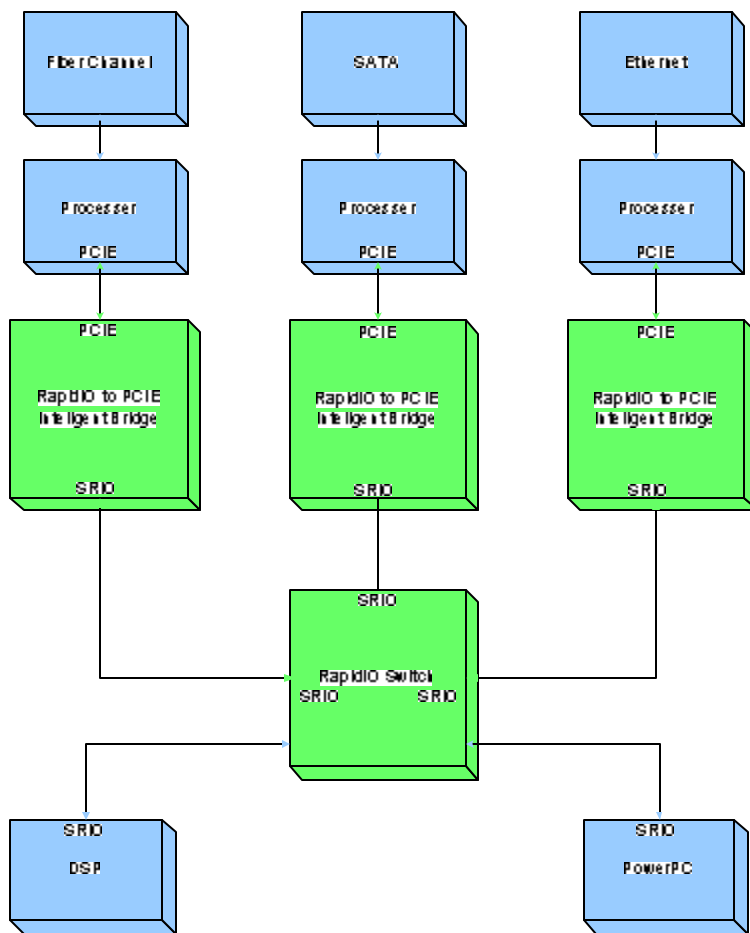 Fiber Channel
SATA
Ethernet
Processer
Processer
Processer
PCIE
PCIE
PCIE
PCIE
PCIE
PCIE
RapidIO to PCIE
Intelligent Bridge
RapidIO to PCIE
Intelligent Bridge
RapidIO to PCIE
Intelligent Bridge
SRIO
SRIO
SRIO
SRIO
RapidIO Switch
SRIO
SRIO
SRIO
SRIO
DSP
PowerPC